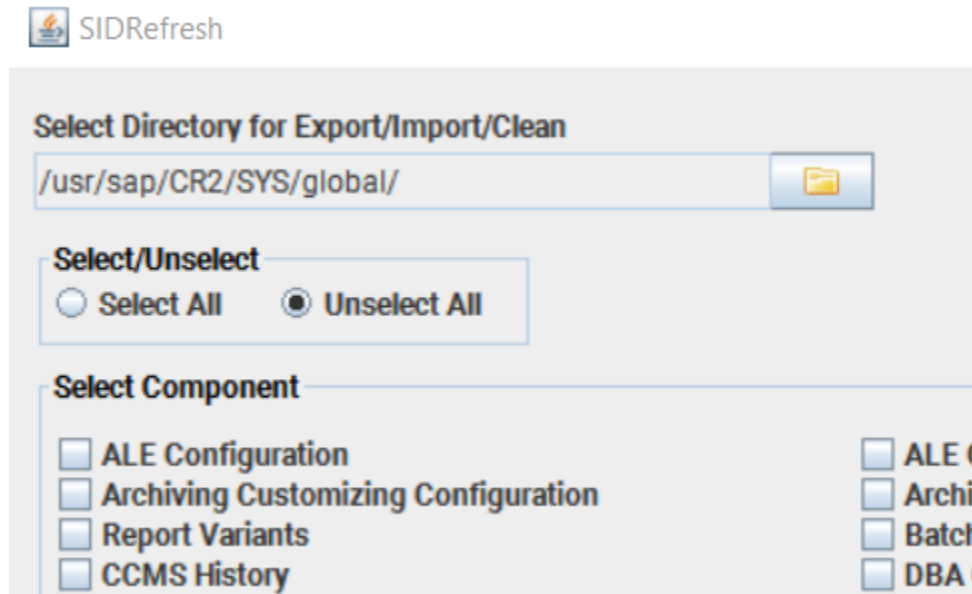 SIDRefresh
Select Directory for Export/Import/Clean
/usr/sap/CR2/SYS/global/
Select/Unselect
Select All Unselect All
Select Component
ALE Configuration ALE
Archiving Customizing Configuration
Report Variants
CCMS History DBA